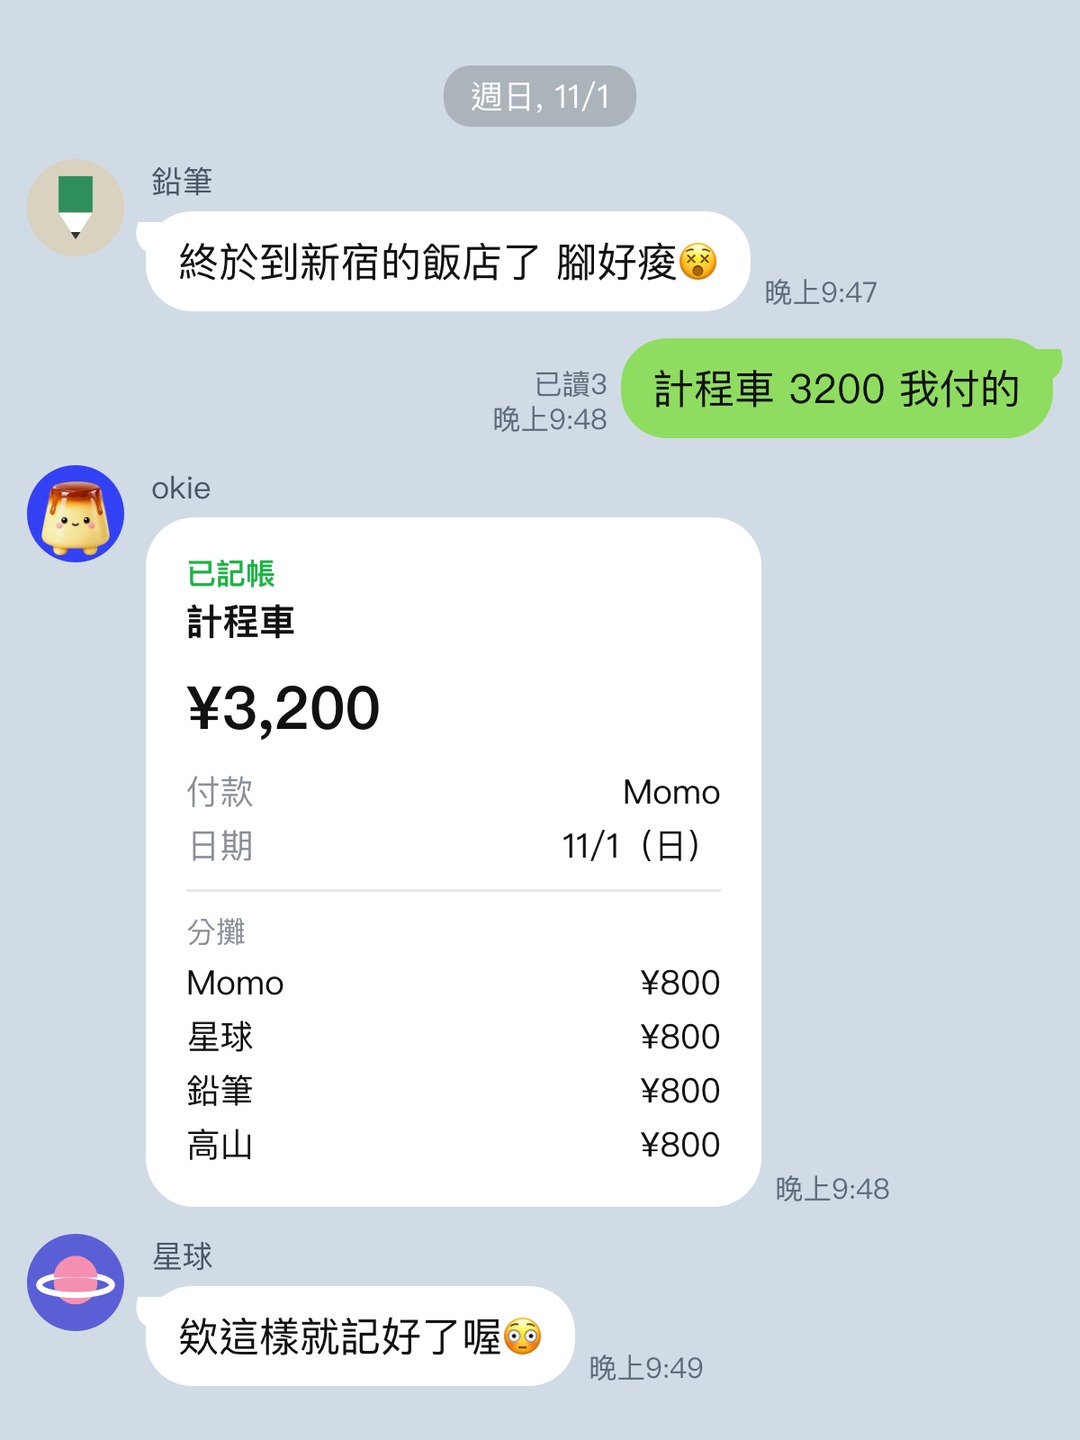 週日, 11/1
鉛筆
終於到新宿的飯店了 腳好痠😵
晚上9:47
已讀3
晚上9:48
計程車 3200 我付的
okie
已記帳
計程車
¥3,200
付款 Momo
日期 11/1（日）
分攤
Momo ¥800
星球 ¥800
鉛筆 ¥800
高山 ¥800
晚上9:48
星球
欸這樣就記好了喔😳
晚上9:49